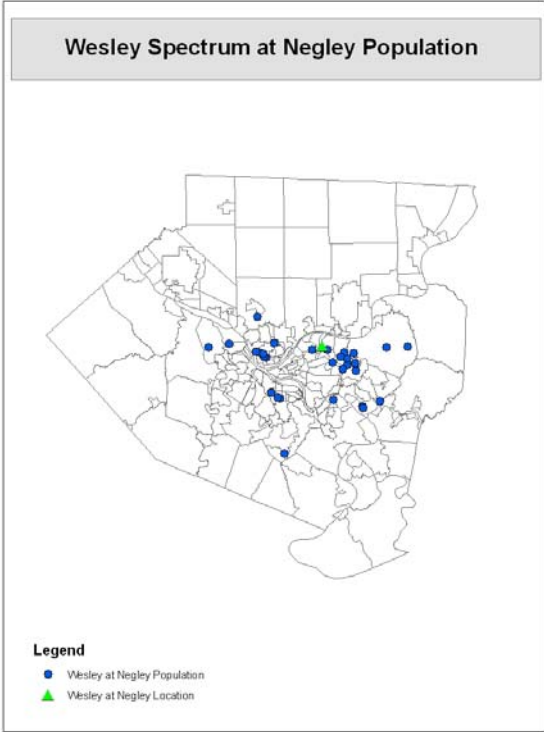 Wesley Spectrum at Negley Population
Legend
Wesley at Negley Population
Wesley at Negley Location